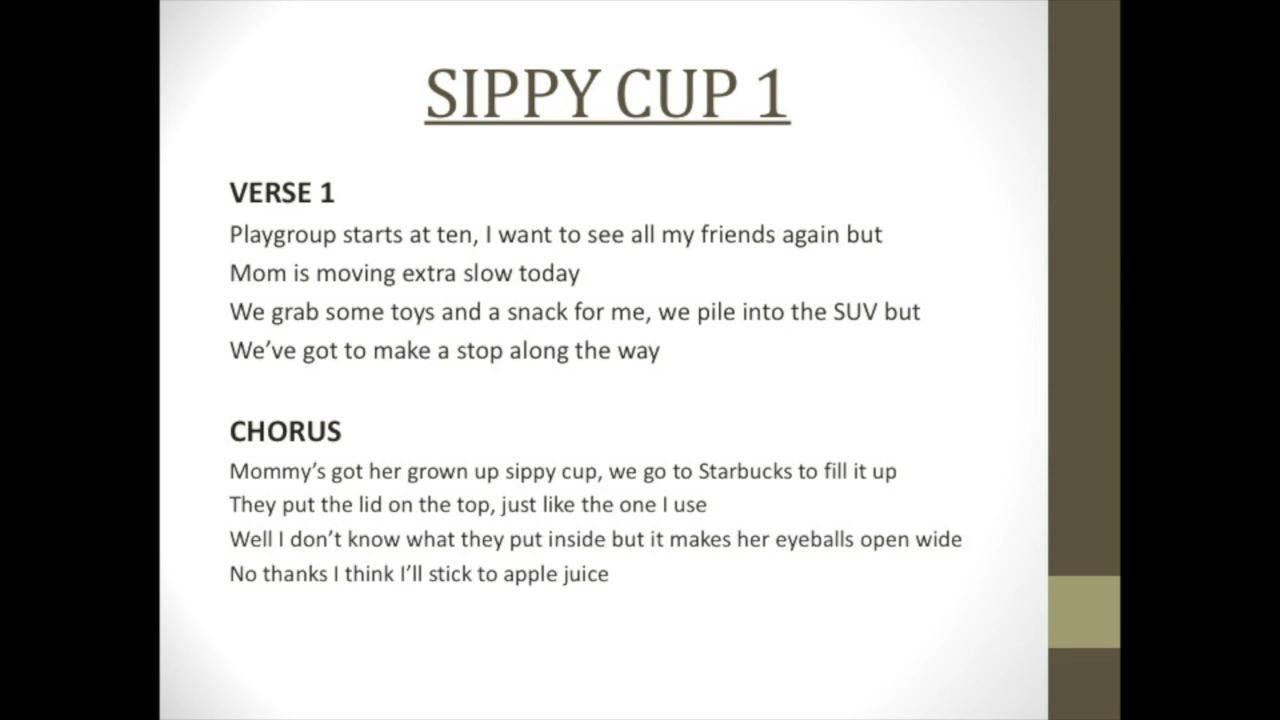 SIPPY CUP 1
VERSE 1
Playgroup starts at ten, I want to see all my friends again but
Mom is moving extra slow today
We grab some toys and a snack for me, we pile into the SUV but
We’ve got to make a stop along the way
CHORUS
Mommy’s got her grown up sippy cup, we go to Starbucks to fill it up
They put the lid on the top, just like the one I use
Well I don’t know what they put inside but it makes her eyeballs open wide
No thanks I think I’ll stick to apple juice